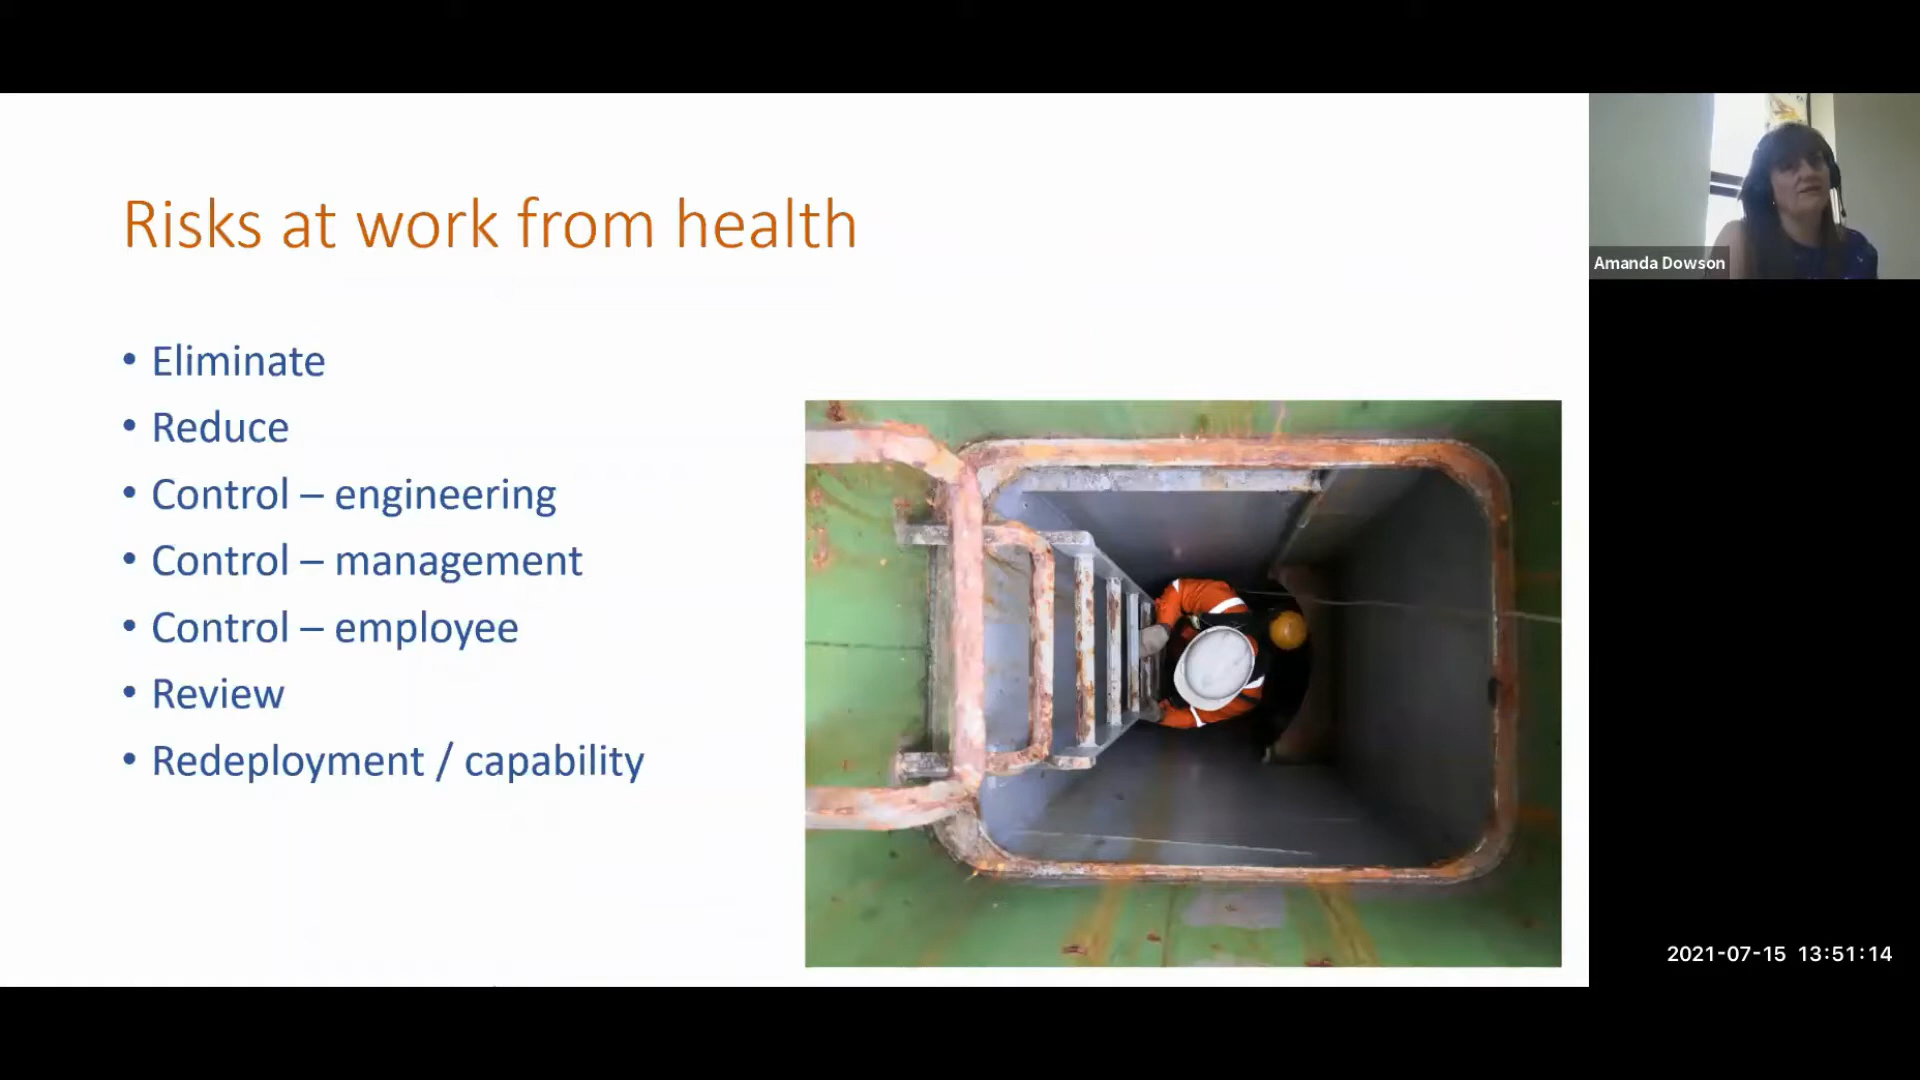 Risks at work from health
• Eliminate
• Reduce
• Control – engineering
• Control – management
• Control – employee
• Review
• Redeployment / capability
Amanda Dowson
2021-07-15 13:51:14